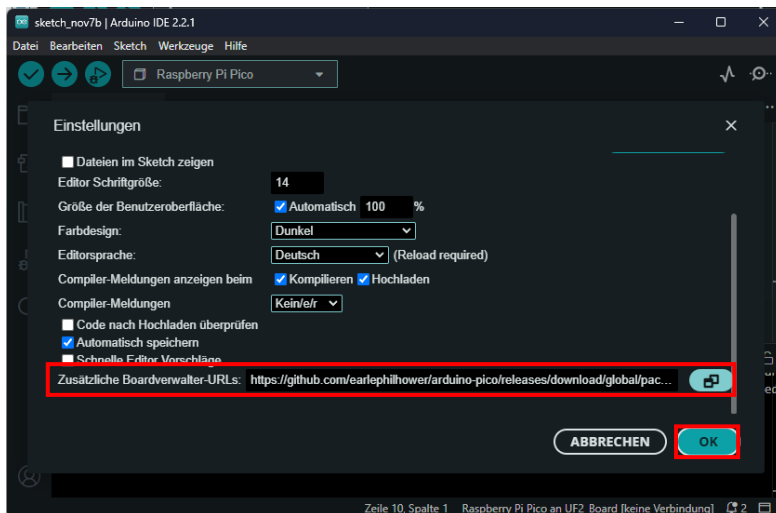 sketch_nov7b | Arduino IDE 2.2.1
Datei Bearbeiten Sketch Werkzeuge Hilfe
Raspberry Pi Pico
Einstellungen
Dateien im Sketch zeigen
Editor Schriftgröße: 14
Größe der Benutzeroberfläche: Automatisch 100 %
Farbdesign: Dunkel
Editorsprache: Deutsch (Reload required)
Compiler-Meldungen anzeigen beim Kompilieren Hochladen
Compiler-Meldungen Kein/e/r
Code nach Hochladen überprüfen
Automatisch speichern
Schnelle Editor Vorschläge
Zusätzliche Boardverwalter-URLs: https://github.com/earlephilhower/arduino-pico/releases/download/global/pac...
ABBRECHEN OK
Zeile 10, Spalte 1 Raspberry Pi Pico an UF2_Board [keine Verbindung] 2